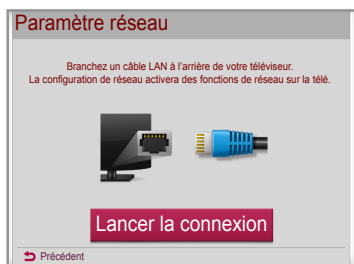 Paramètre réseau
Branchez un câble LAN à l'arrière de votre téléviseur.
La configuration de réseau activera des fonctions de réseau sur la télé.
Lancer la connexion
Précédent